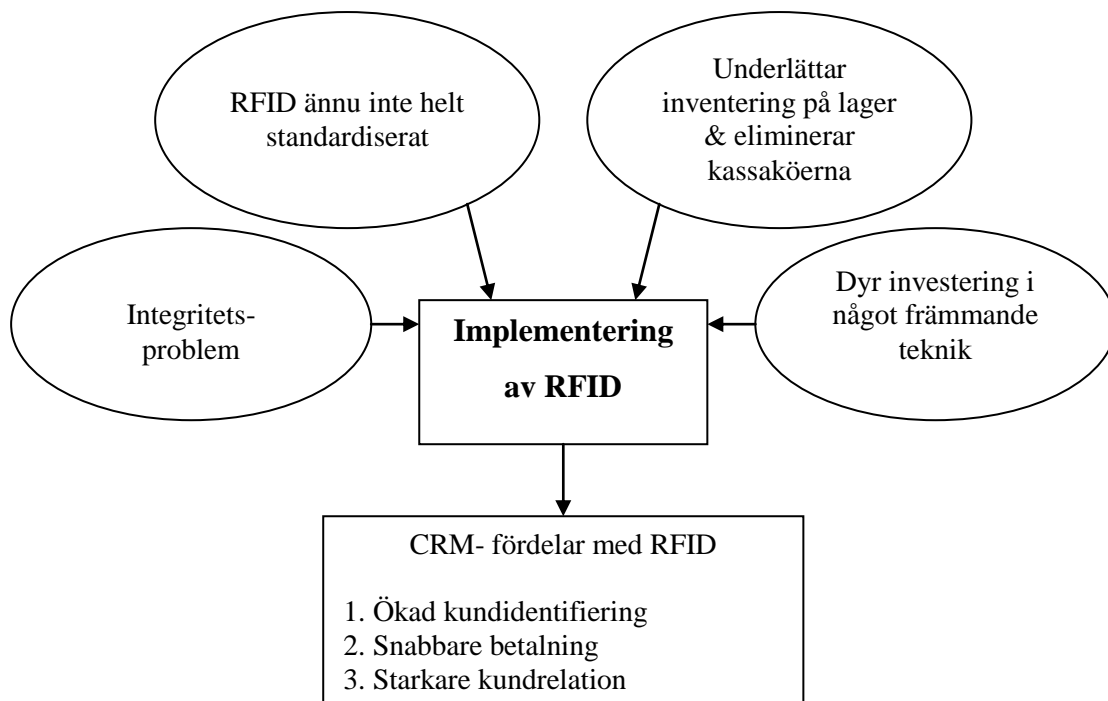 RFID ännu inte helt
standardiserat
Underlättar
inventering på lager
& eliminerar
kassaköerna
Integritets-
problem
Implementering
av RFID
Dyr investering i
något främmande
teknik
CRM- fördelar med RFID
1. Ökad kundidentifiering
2. Snabbare betalning
3. Starkare kundrelation